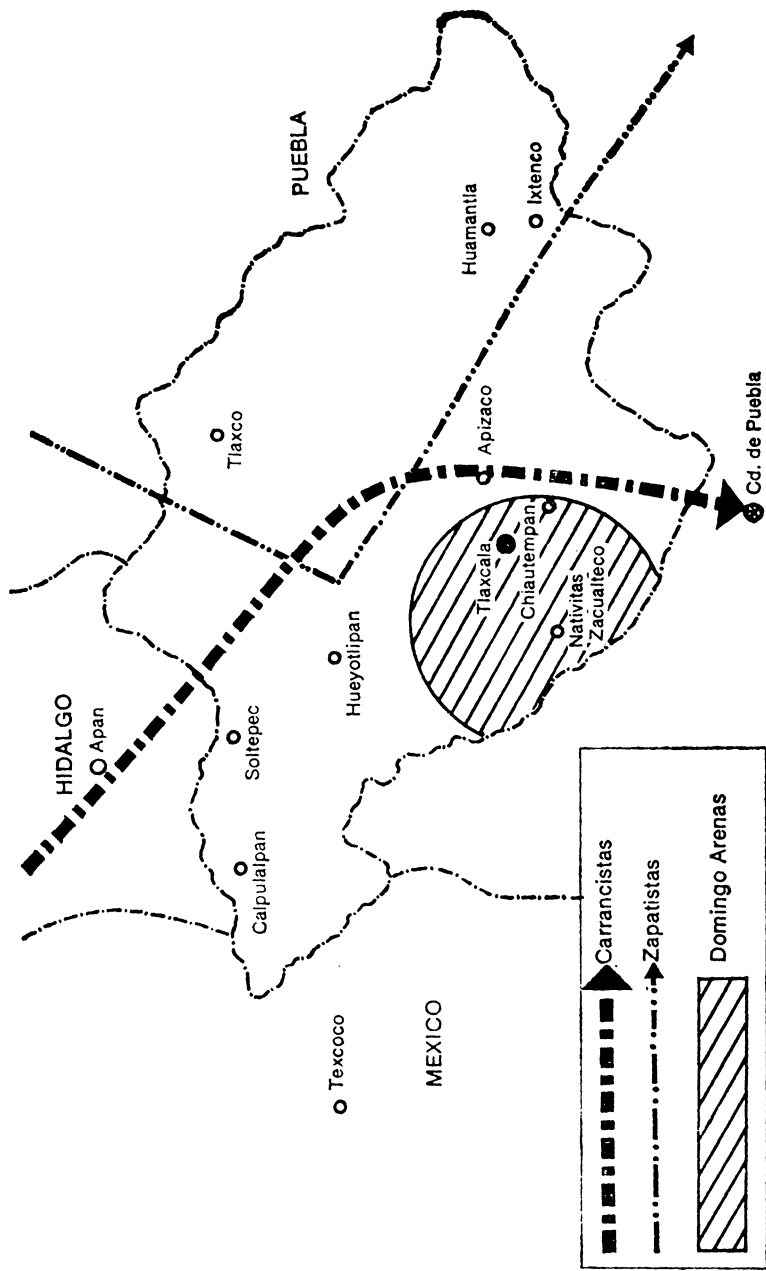 HIDALGO
Apan
PUEBLA
Tlaxco
Soltepec
Calpulalpan
Hueyotlipan
Texcoco
MEXICO
Huamantla
Ixtenco
Apizaco
Tlaxcala
Chiautempan
Nativitas
Zacualteco
Cd. de Puebla
Carrancistas
Zapatistas
Domingo Arenas